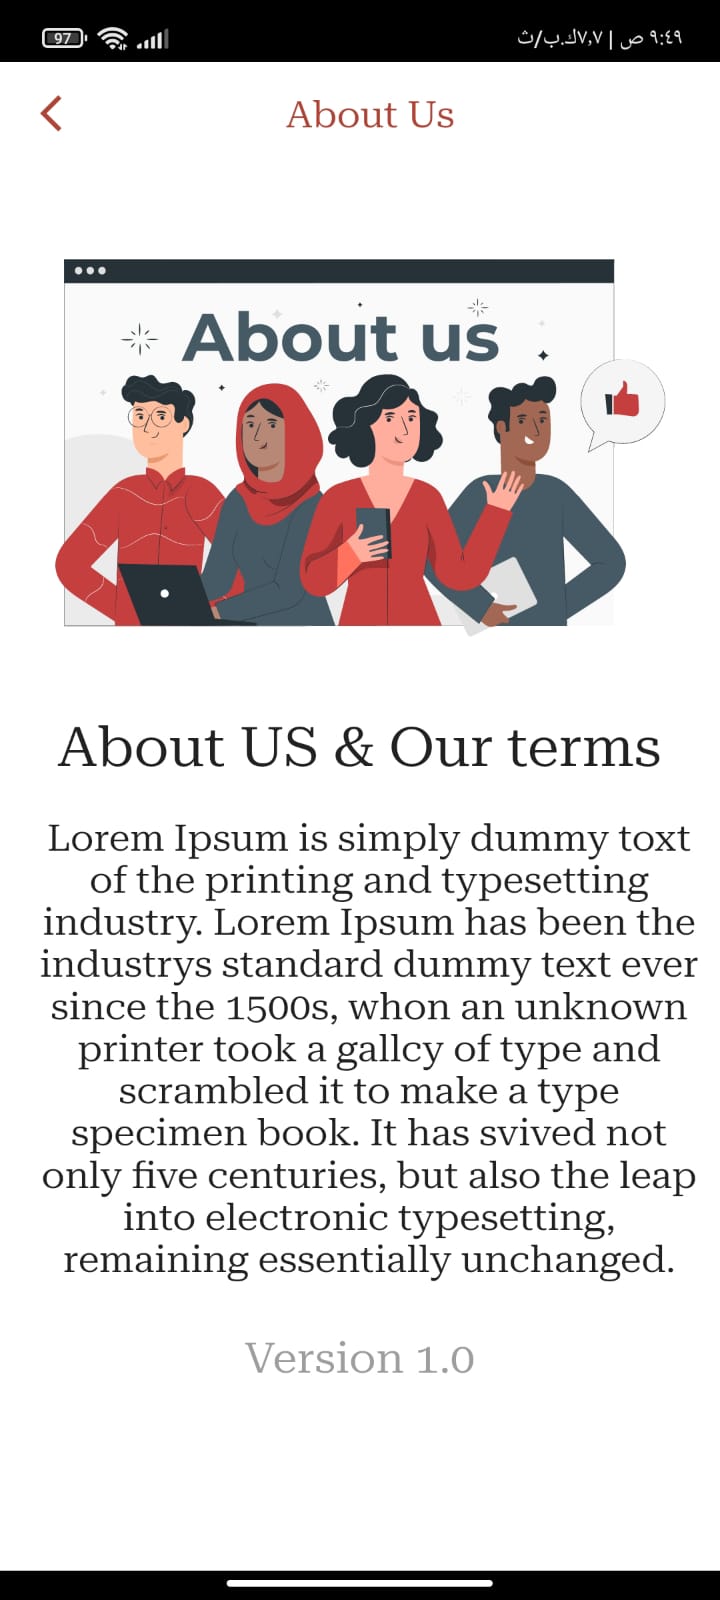 97
٩:٤٩ ص | ٧,٧ك.ب/ث
About Us
About us
About US & Our terms
Lorem Ipsum is simply dummy toxt
of the printing and typesetting
industry. Lorem Ipsum has been the
industrys standard dummy text ever
since the 1500s, whon an unknown
printer took a gallcy of type and
scrambled it to make a type
specimen book. It has svived not
only five centuries, but also the leap
into electronic typesetting,
remaining essentially unchanged.
Version 1.0